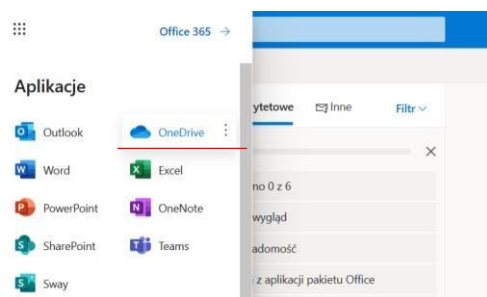 Office 365 →
Aplikacje
Outlook
OneDrive
Word
Excel
PowerPoint
OneNote
SharePoint
Teams
Sway
ytetowe
Inne
Filtr
no 0 z 6
wygląd
adomość
z aplikacji pakietu Office